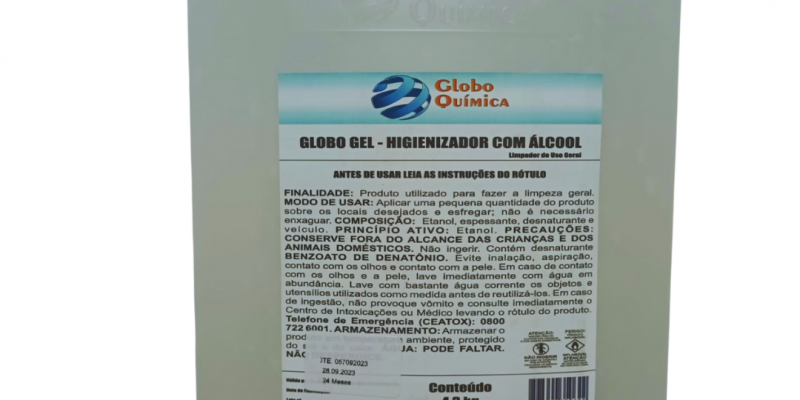 Globo
QUÍMICA
GLOBO GEL - HIGIENIZADOR COM ÁLCOOL
Limpador de Uso Geral
ANTES DE USAR LEIA AS INSTRUÇÕES DO RÓTULO
FINALIDADE: Produto utilizado para fazer a limpeza geral.
MODO DE USAR: Aplicar uma pequena quantidade do produto
sobre os locais desejados e esfregar; não é necessário
enxaguar. COMPOSIÇÃO: Etanol, espessante, desnaturante e
veículo. PRINCÍPIO ATIVO: Etanol. PRECAUÇÕES:
CONSERVE FORA DO ALCANCE DAS CRIANÇAS E DOS
ANIMAIS DOMÉSTICOS. Não ingerir. Contém desnaturante
BENZOATO DE DENATÔNIO. Evite inalação, aspiração,
contato com os olhos e contato com a pele. Em caso de contato
com os olhos e a pele, lave imediatamente com água em
abundância. Lave com bastante água corrente os objetos e
utensílios utilizados como medida antes de reutilizá-los. Em caso
de ingestão, não provoque vômito e consulte imediatamente o
Centro de Intoxicações ou Médico levando o rótulo do produto.
Telefone de Emergência (CEATOX): 0800
722 6001. ARMAZENAMENTO: Armazenar o
prod ambiente, protegido
do UA: PODE FALTAR.
NÃO
ATENÇÃO:
PERIGO!
NÃO INGERIR
28.09.2023
24 Meses
Conteúdo